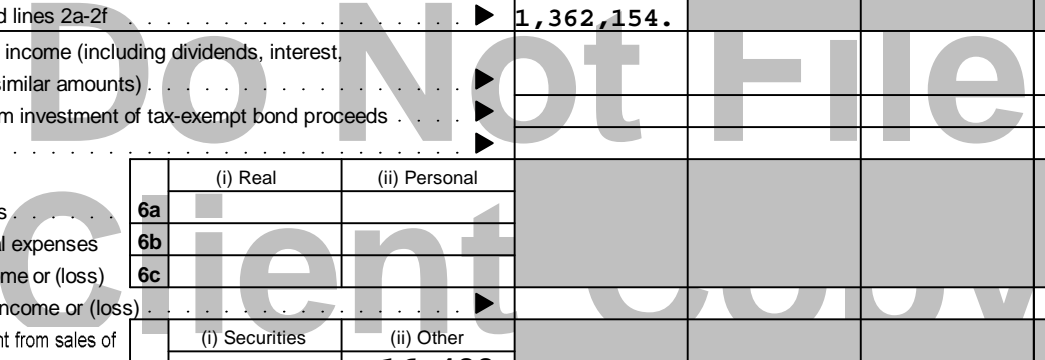 d lines 2a-2f . . . . . . . . . . . . . . . . . . . 1,362,154.
income (including dividends, interest,
similar amounts) . . . . . . . . . . . . . . . . .
m investment of tax-exempt bond proceeds . . . .
. . . . . . . . . . . . . . . . . . . . . . . . . .
(i) Real (ii) Personal
s . . . . . . 6a
l expenses 6b
me or (loss) 6c
ncome or (loss) . . . . . . . . . . . . . . . . .
nt from sales of (i) Securities (ii) Other
Do Not File
Client Copy